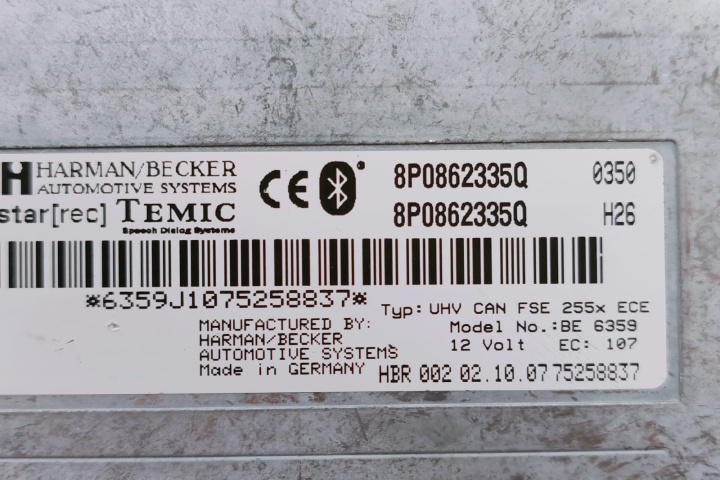 H HARMAN/BECKER
AUTOMOTIVE SYSTEMS
CE
8P0862335Q 0350
star[rec] TEMIC
Speech Dialog Systems
8P0862335Q H26
*6359J1075258837*
Typ: UHV CAN FSE 255x ECE
MANUFACTURED BY:
HARMAN/BECKER
AUTOMOTIVE SYSTEMS
Made in GERMANY
Model No.:BE 6359
12 Volt EC: 107
HBR 002 02.10.07 75258837